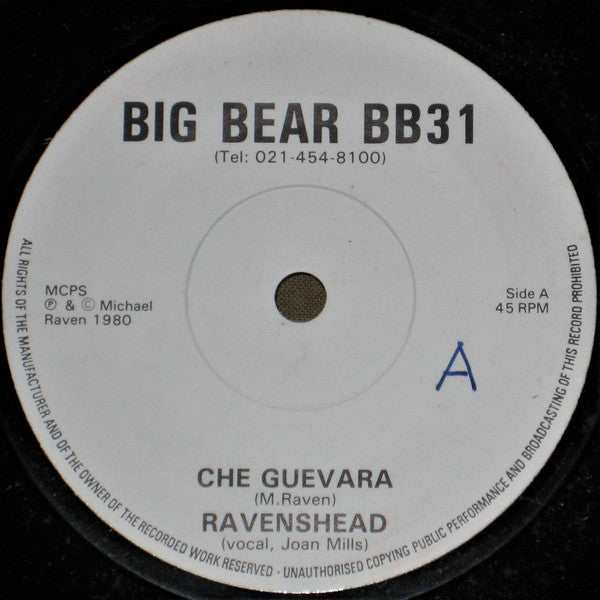 BIG BEAR BB31
(Tel: 021-454-8100)
MCPS
Ⓟ & © Michael
Raven 1980
Side A
45 RPM
A
CHE GUEVARA
(M.Raven)
RAVENSHEAD
(vocal, Joan Mills)
ALL RIGHTS OF THE MANUFACTURER AND OF THE OWNER OF THE RECORDED WORK RESERVED · UNAUTHORISED COPYING PUBLIC PERFORMANCE AND BROADCASTING OF THIS RECORD PROHIBITED